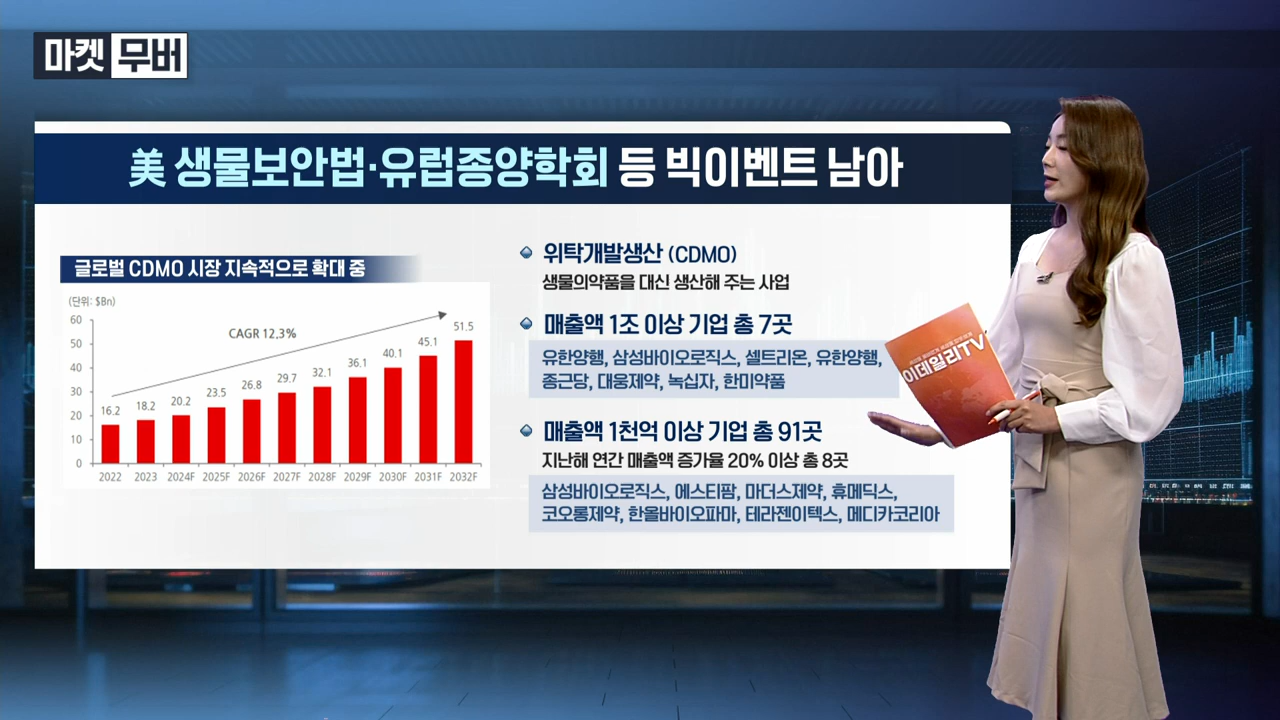 마켓무버
美 생물보안법·유럽종양학회 등 빅이벤트 남아
글로벌 CDMO 시장 지속적으로 확대 중
(단위: $Bn)
60
50
40
30
20
10
0
CAGR 12,3%
16.2 18.2 20.2 23.5 26.8 29.7 32.1 36.1 40.1 45.1 51.5
2022 2023 2024F 2025F 2026F 2027F 2028F 2029F 2030F 2031F 2032F
위탁개발생산 (CDMO)
생물의약품을 대신 생산해 주는 사업
매출액 1조 이상 기업 총 7곳
유한양행, 삼성바이오로직스, 셀트리온, 유한양행,
종근당, 대웅제약, 녹십자, 한미약품
매출액 1천억 이상 기업 총 91곳
지난해 연간 매출액 증가율 20% 이상 총 8곳
삼성바이오로직스, 에스티팜, 마더스제약, 휴메딕스,
코오롱제약, 한올바이오파마, 테라젠이텍스, 메디카코리아
이데일리TV